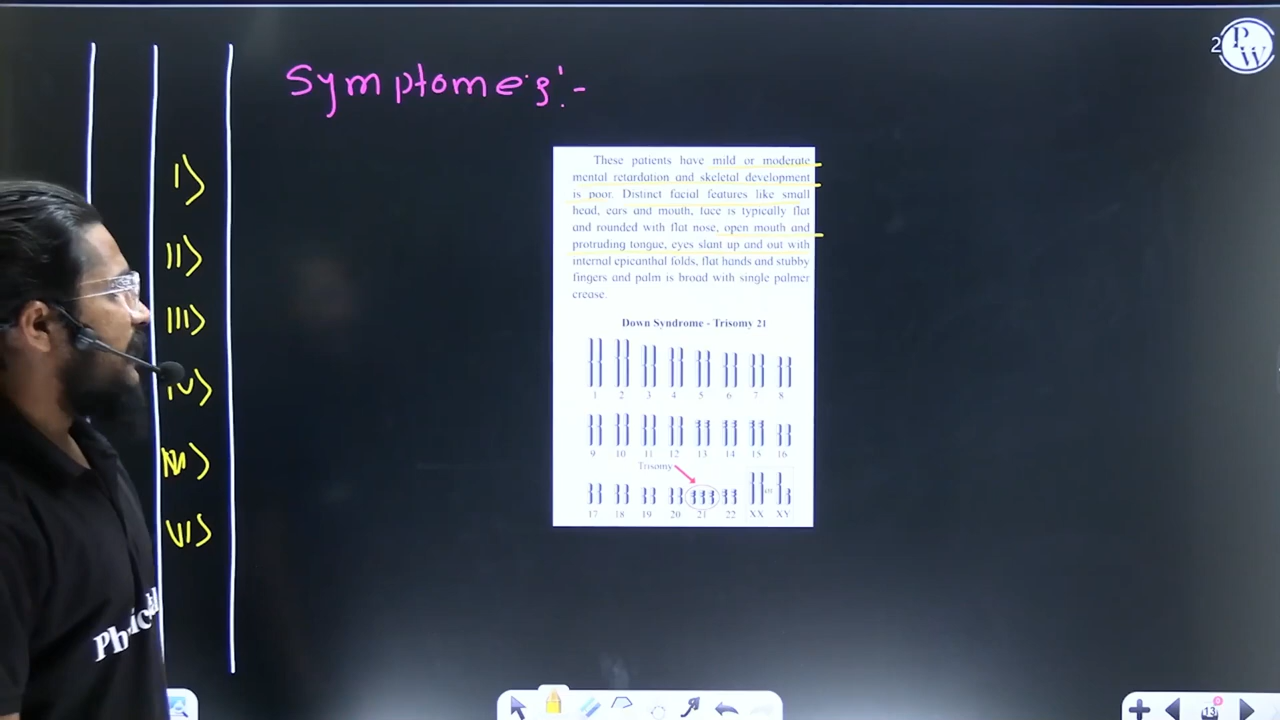 2 PW
Symptomes:-
I)
II)
III)
IV)
VI)
These patients have mild or moderate
mental retardation and skeletal development
is poor. Distinct facial features like small
head, ears and mouth, face is typically flat
and rounded with flat nose, open mouth and
protruding tongue, eyes slant up and out with
internal epicanthal folds, flat hands and stubby
fingers and palm is broad with single palmer
crease.
Down Syndrome - Trisomy 21
1 2 3 4 5 6 7 8
9 10 11 12 13 14 15 16
Trisomy
or
17 18 19 20 21 22 XX XY
13